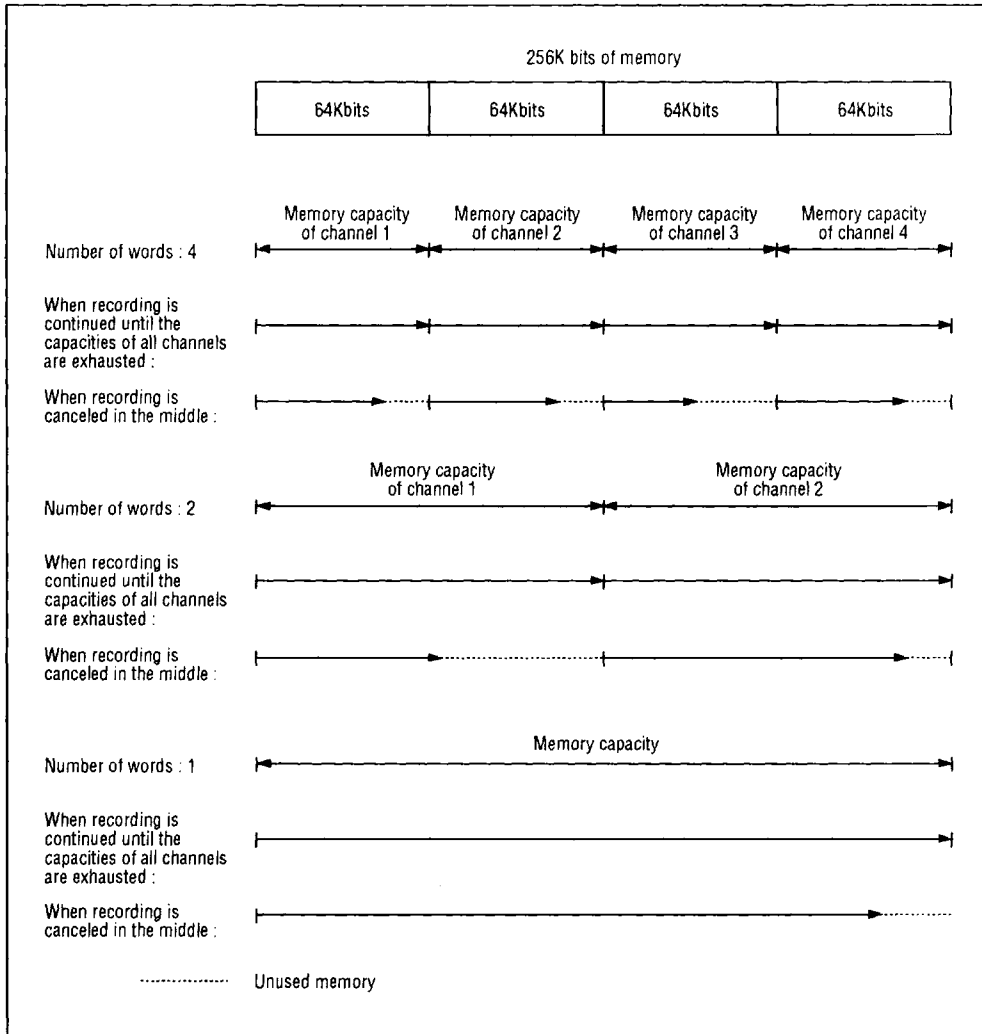 256K bits of memory
64Kbits 64Kbits 64Kbits 64Kbits
Memory capacity
of channel 1
Memory capacity
of channel 2
Memory capacity
of channel 3
Memory capacity
of channel 4
Number of words : 4
When recording is
continued until the
capacities of all channels
are exhausted :
When recording is
canceled in the middle :
Memory capacity
of channel 1
Memory capacity
of channel 2
Number of words : 2
When recording is
continued until the
capacities of all channels
are exhausted :
When recording is
canceled in the middle :
Memory capacity
Number of words : 1
When recording is
continued until the
capacities of all channels
are exhausted :
When recording is
canceled in the middle :
Unused memory